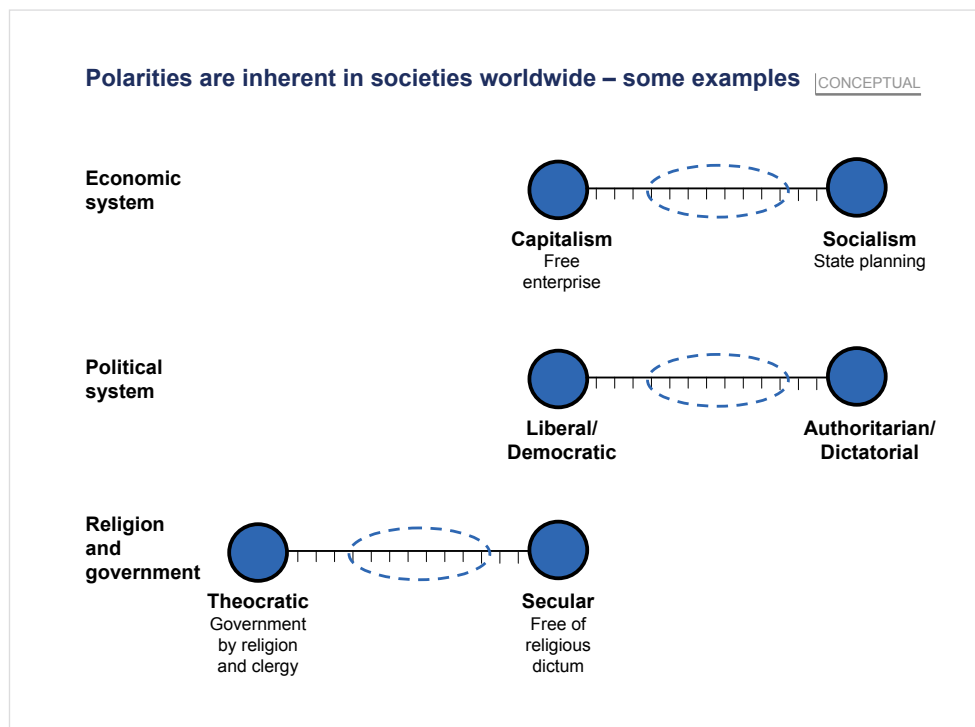 Polarities are inherent in societies worldwide – some examples
CONCEPTUAL
Economic
system
Capitalism
Free
enterprise
Socialism
State planning
Political
system
Liberal/
Democratic
Authoritarian/
Dictatorial
Religion
and
government
Theocratic
Government
by religion
and clergy
Secular
Free of
religious
dictum